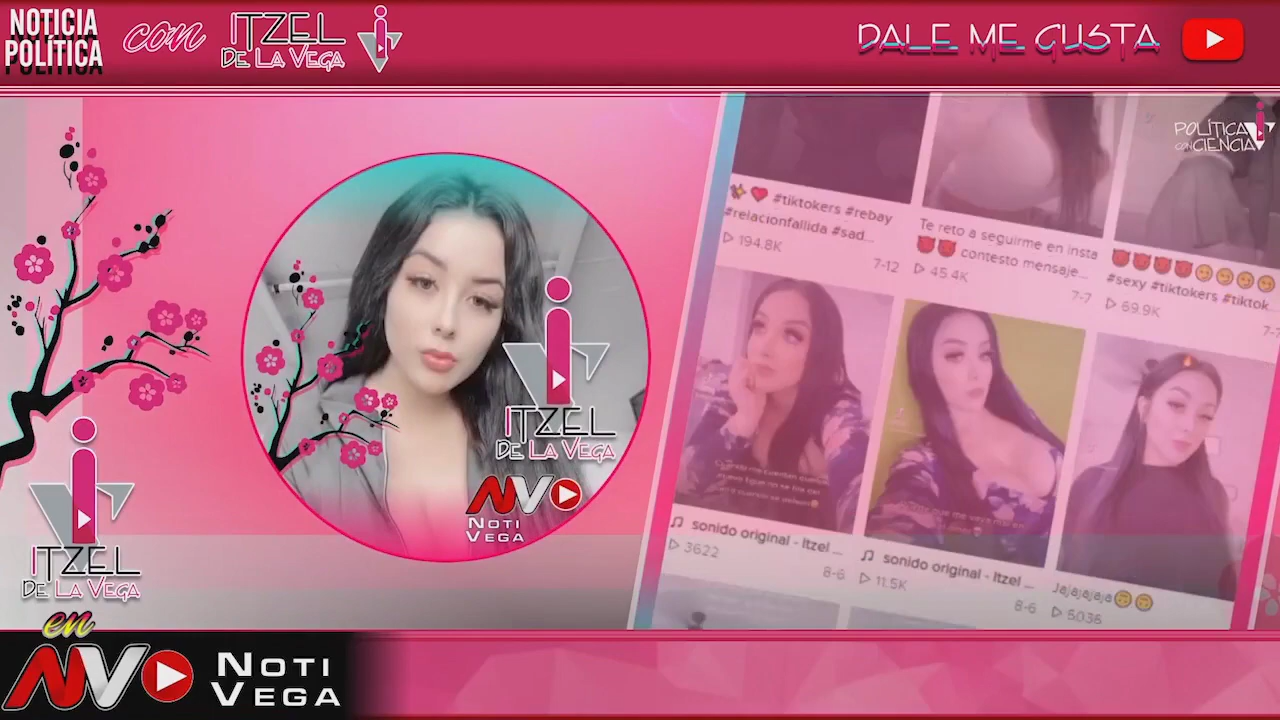 NOTICIA
POLÍTICA
con
ITZEL
DE LA VEGA
DALE ME GUSTA
POLÍTICA
CON CIENCIA
#tiktokers #rebay
#relacionfallida #sad...
194.8K
7-12
Te reto a seguirme en insta
contesto mensaje...
45.4K
7-7
#sexy #tiktokers #tiktok...
69.9K
ITZEL
DE LA VEGA
NV
NOTI
VEGA
sonido original - Itzel ...
3622
8-6
sonido original - Itzel ...
11.5K
8-6
Jajajajaja
5036
ITZEL
DE LA VEGA
en
NV
NOTI
VEGA